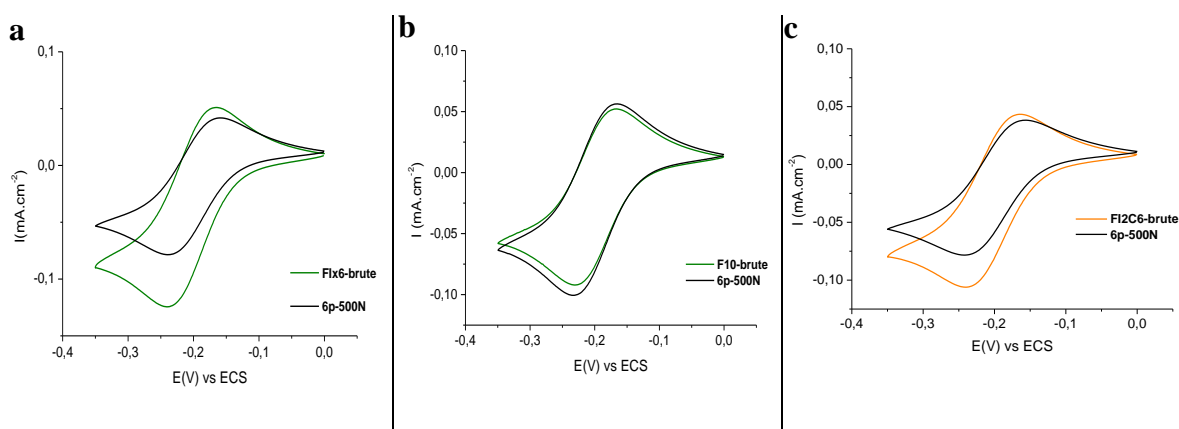 a
I(mA.cm-2)
0,1
0,0
-0,1
-0,4 -0,3 -0,2 -0,1 0,0
E(V) vs ECS
Flx6-brute
6p-500N
b
I (mA.cm-2)
0,10
0,05
0,00
-0,05
-0,10
-0,4 -0,3 -0,2 -0,1 0,0
E(V) vs ECS
F10-brute
6p-500N
c
I (mA.cm-2)
0,10
0,05
0,00
-0,05
-0,10
-0,4 -0,3 -0,2 -0,1 0,0
E(V) vs ECS
FI2C6-brute
6p-500N